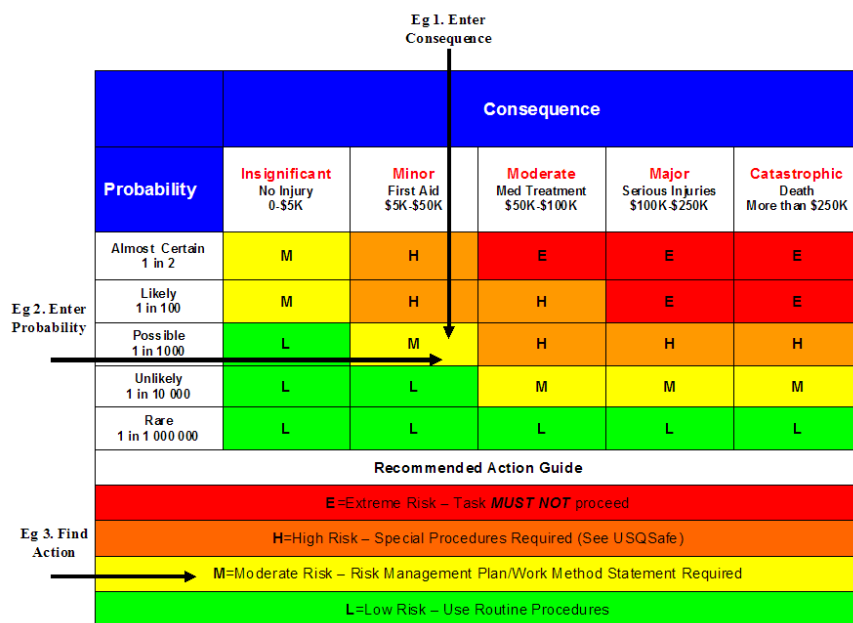 Eg 1. Enter
Consequence
Consequence
Probability
Insignificant
No Injury
0-$5K
Minor
First Aid
$5K-$50K
Moderate
Med Treatment
$50K-$100K
Major
Serious Injuries
$100K-$250K
Catastrophic
Death
More than $250K
Almost Certain
1 in 2
M
H
E
E
E
Eg 2. Enter
Probability
Likely
1 in 100
M
H
H
E
E
Possible
1 in 1000
L
M
H
H
H
Unlikely
1 in 10 000
L
L
M
M
M
Rare
1 in 1 000 000
L
L
L
L
L
Recommended Action Guide
E=Extreme Risk – Task MUST NOT proceed
Eg 3. Find
Action
H=High Risk – Special Procedures Required (See USQSafe)
M=Moderate Risk – Risk Management Plan/Work Method Statement Required
L=Low Risk – Use Routine Procedures